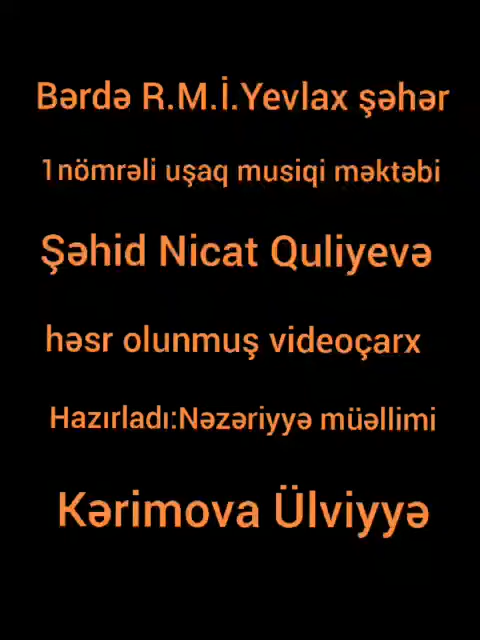 Bərdə R.M.İ.Yevlax şəhər
1nömrəli uşaq musiqi məktəbi
Şəhid Nicat Quliyevə
həsr olunmuş videoçarx
Hazırladı:Nəzəriyyə müəllimi
Kərimova Ülviyyə